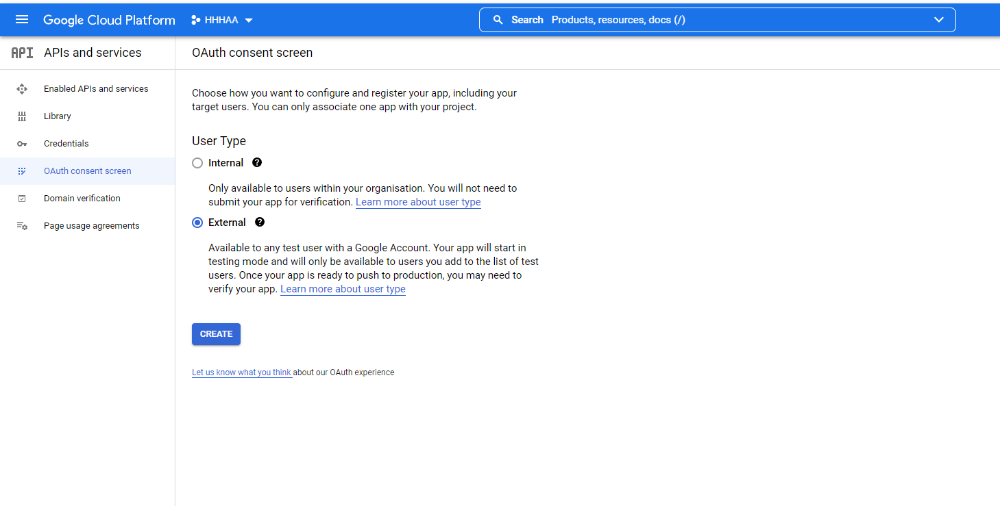 Google Cloud Platform HHHAA Search Products, resources, docs (/)
API APIs and services
Enabled APIs and services
Library
Credentials
OAuth consent screen
Domain verification
Page usage agreements
OAuth consent screen
Choose how you want to configure and register your app, including your
target users. You can only associate one app with your project.
User Type
Internal ?
Only available to users within your organisation. You will not need to
submit your app for verification. Learn more about user type
External ?
Available to any test user with a Google Account. Your app will start in
testing mode and will only be available to users you add to the list of test
users. Once your app is ready to push to production, you may need to
verify your app. Learn more about user type
CREATE
Let us know what you think about our OAuth experience